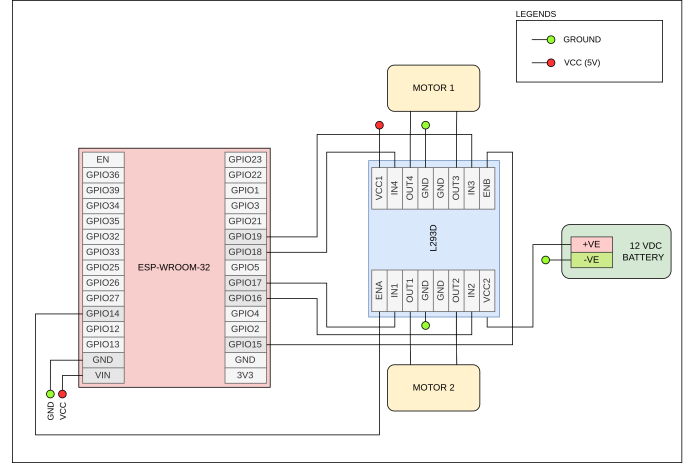 LEGENDS
GROUND
VCC (5V)
MOTOR 1
EN
GPIO36
GPIO39
GPIO34
GPIO35
GPIO32
GPIO33
GPIO25
GPIO26
GPIO27
GPIO14
GPIO12
GPIO13
GND
VIN
ESP-WROOM-32
GPIO23
GPIO22
GPIO1
GPIO3
GPIO21
GPIO19
GPIO18
GPIO5
GPIO17
GPIO16
GPIO4
GPIO2
GPIO15
GND
3V3
VCC1
IN4
OUT4
GND
GND
OUT3
IN3
ENB
L293D
ENA
IN1
OUT1
GND
GND
OUT2
IN2
VCC2
+VE
-VE
12 VDC
BATTERY
MOTOR 2
GND
VCC